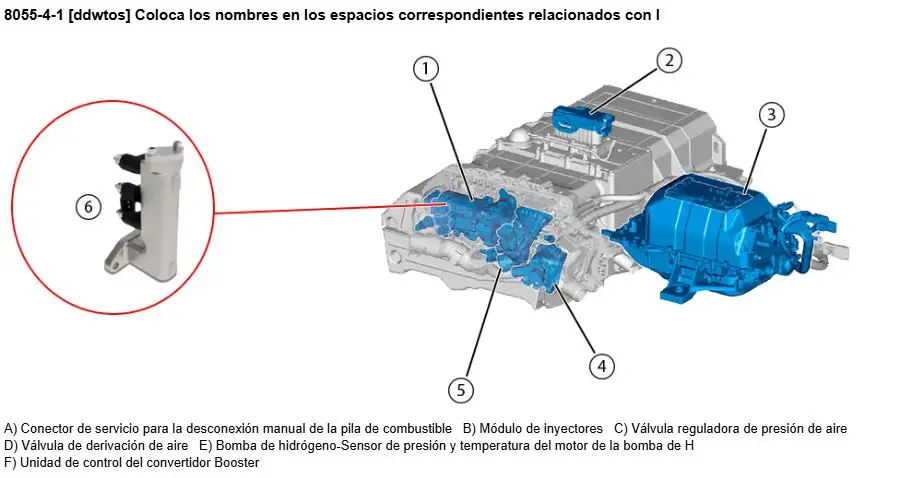 8055-4-1 [ddwtos] Coloca los nombres en los espacios correspondientes relacionados con l
1
2
3
6
4
5
A) Conector de servicio para la desconexión manual de la pila de combustible B) Módulo de inyectores C) Válvula reguladora de presión de aire
D) Válvula de derivación de aire E) Bomba de hidrógeno-Sensor de presión y temperatura del motor de la bomba de H
F) Unidad de control del convertidor Booster